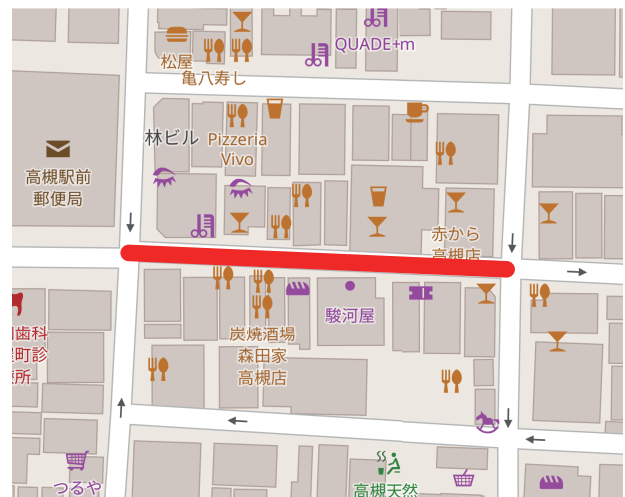 QUADE+m
松屋
亀八寿し
林ビル
Pizzeria
Vivo
高槻駅前
郵便局
赤から
高槻店
駿河屋
歯科
町診
所
炭焼酒場
森田家
高槻店
つるや
高槻天然